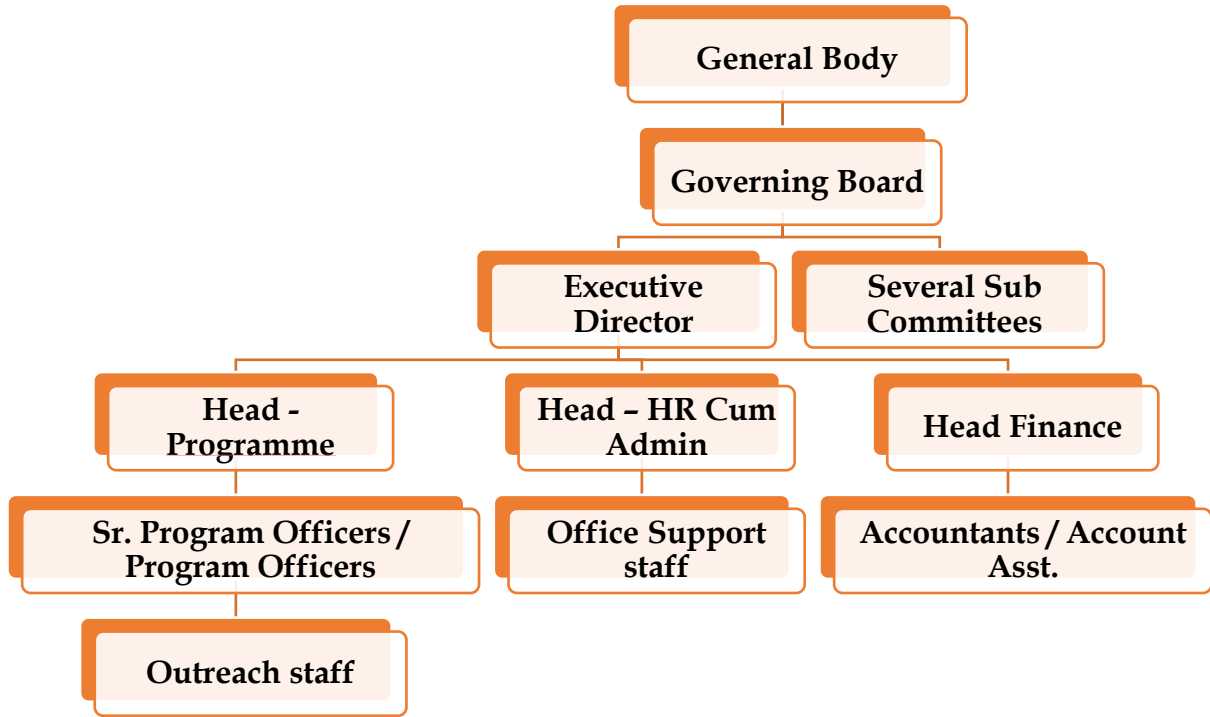 General Body
Governing Board
Executive
Director
Several Sub
Committees
Head -
Programme
Head – HR Cum
Admin
Head Finance
Sr. Program Officers /
Program Officers
Office Support
staff
Accountants / Account
Asst.
Outreach staff